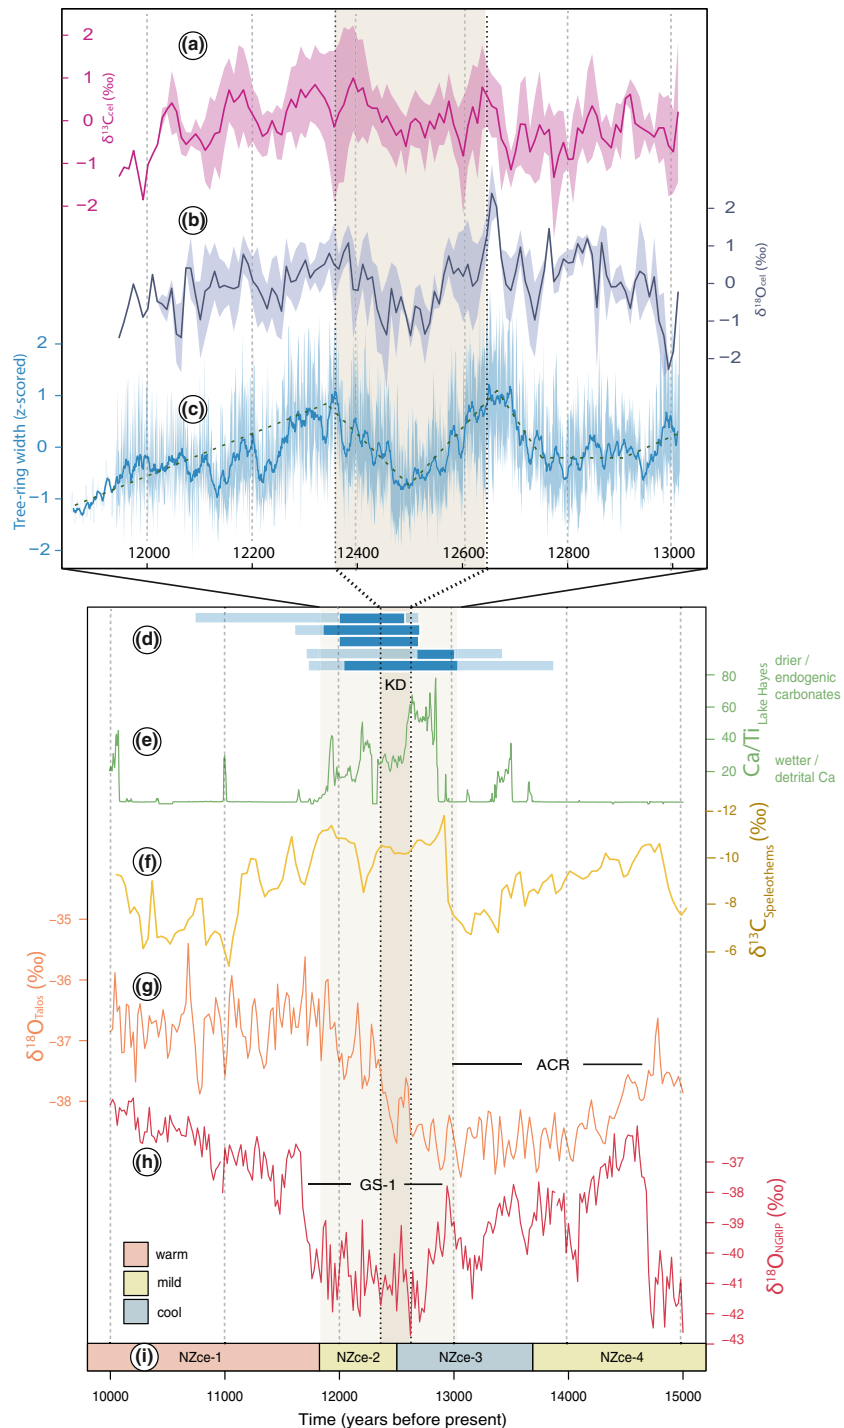 (a)
2
1
0
−1
−2
δ13Ccel (‰)
(b)
2
1
0
−1
−2
δ18Ocel (‰)
(c)
2
1
0
−1
−2
Tree-ring width (z-scored)
12000
12200
12400
12600
12800
13000
(d)
KD
drier /
endogenic
carbonates
80
60
40
20
Ca/Ti Lake Hayes
wetter /
detrital Ca
(e)
(f)
-12
-10
-8
-6
δ13CSpeleothems (‰)
(g)
-35
-36
-37
-38
δ18OTalos (‰)
ACR
(h)
GS-1
-37
-38
-39
-40
-41
-42
-43
δ18ONGRIP (‰)
warm
mild
cool
(i)
NZce-1
NZce-2
NZce-3
NZce-4
10000
11000
12000
13000
14000
15000
Time (years before present)